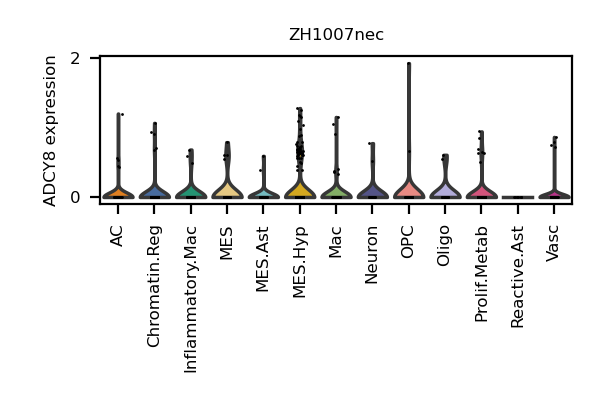 ZH1007nec
ADCY8 expression
2
0
AC
Chromatin.Reg
Inflammatory.Mac
MES
MES.Ast
MES.Hyp
Mac
Neuron
OPC
Oligo
Prolif.Metab
Reactive.Ast
Vasc